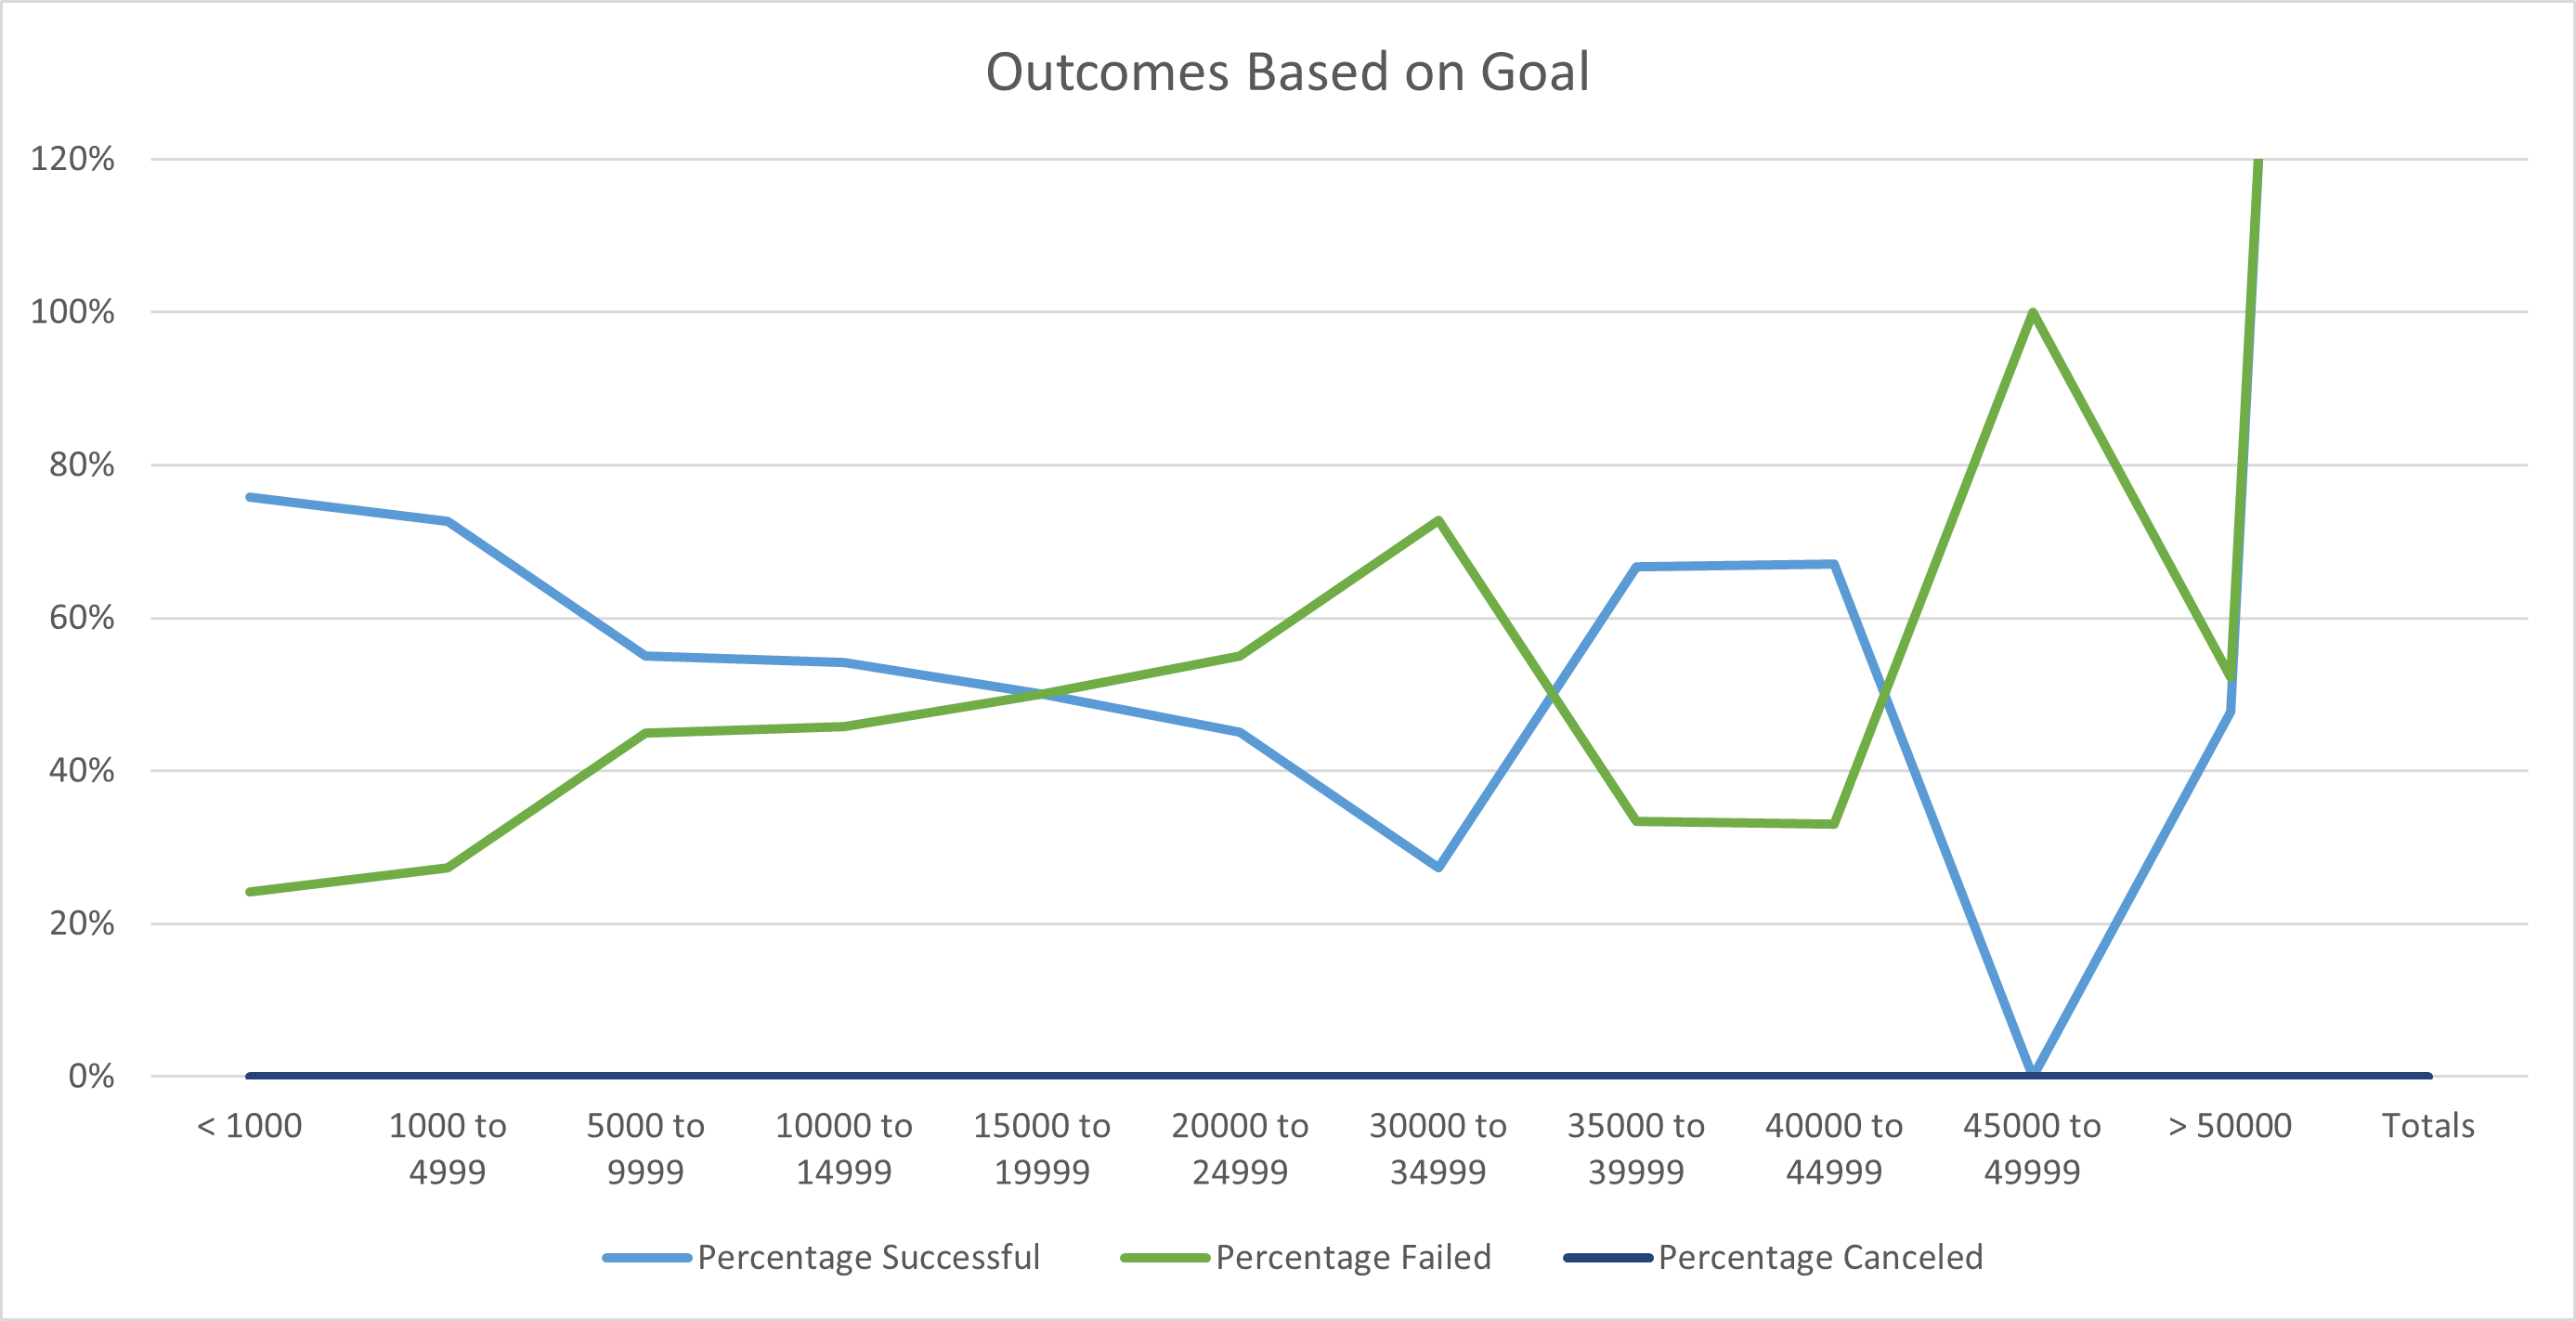 Outcomes Based on Goal
120%
100%
80%
60%
40%
20%
0%
< 1000
1000 to
4999
5000 to
9999
10000 to
14999
15000 to
19999
20000 to
24999
30000 to
34999
35000 to
39999
40000 to
44999
45000 to
49999
> 50000
Totals
Percentage Successful
Percentage Failed
Percentage Canceled